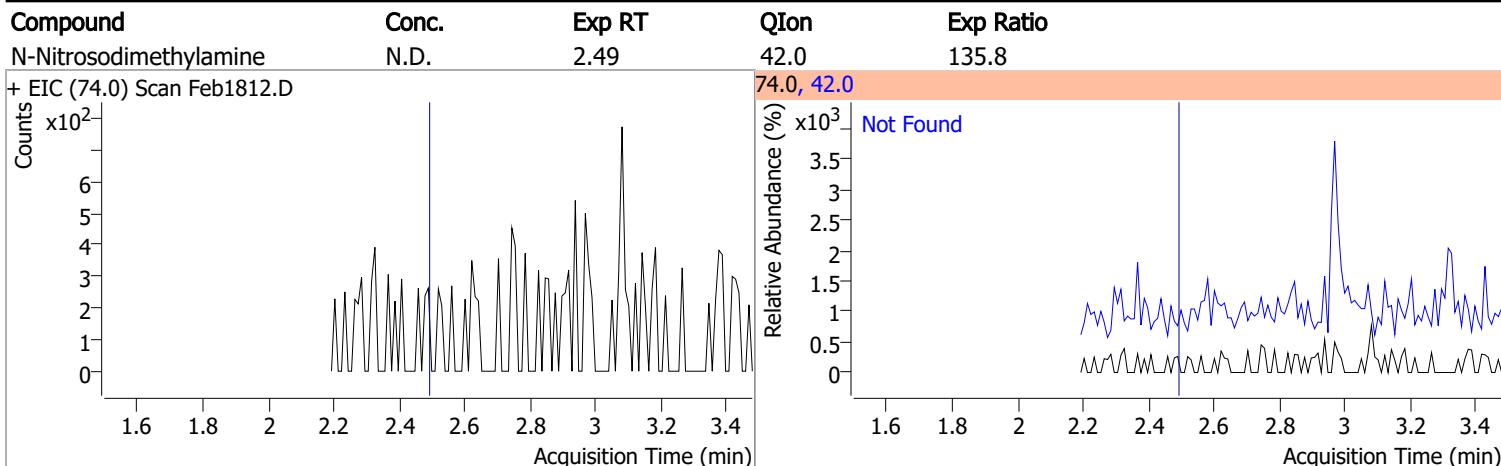 Compound Conc. Exp RT QIon Exp Ratio
N-Nitrosodimethylamine N.D. 2.49 42.0 135.8
+ EIC (74.0) Scan Feb1812.D
Counts
x10²
6
5
4
3
2
1
0
1.6 1.8 2 2.2 2.4 2.6 2.8 3 3.2 3.4
Acquisition Time (min)
74.0, 42.0
Relative Abundance (%)
x10³
Not Found
3.5
3
2.5
2
1.5
1
0.5
0
1.6 1.8 2 2.2 2.4 2.6 2.8 3 3.2 3.4
Acquisition Time (min)